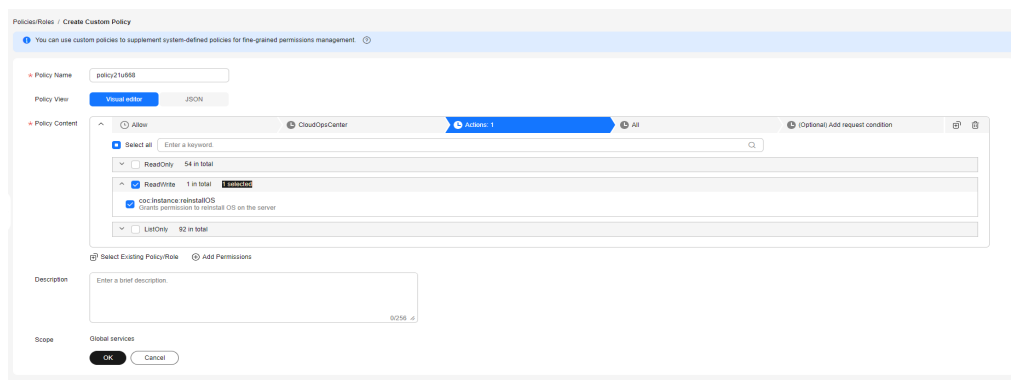 Policies/Roles / Create Custom Policy
You can use custom policies to supplement system-defined policies for fine-grained permissions management.
* Policy Name policy21u668
Policy View Visual editor JSON
* Policy Content Allow CloudOpsCenter Actions: 1 All (Optional) Add request condition
Select all Enter a keyword.
ReadOnly 54 in total
ReadWrite 1 in total 1 selected
coc:instance:reinstallOS
Grants permission to reinstall OS on the server
ListOnly 92 in total
Select Existing Policy/Role Add Permissions
Description Enter a brief description.
0/256
Scope Global services
OK Cancel